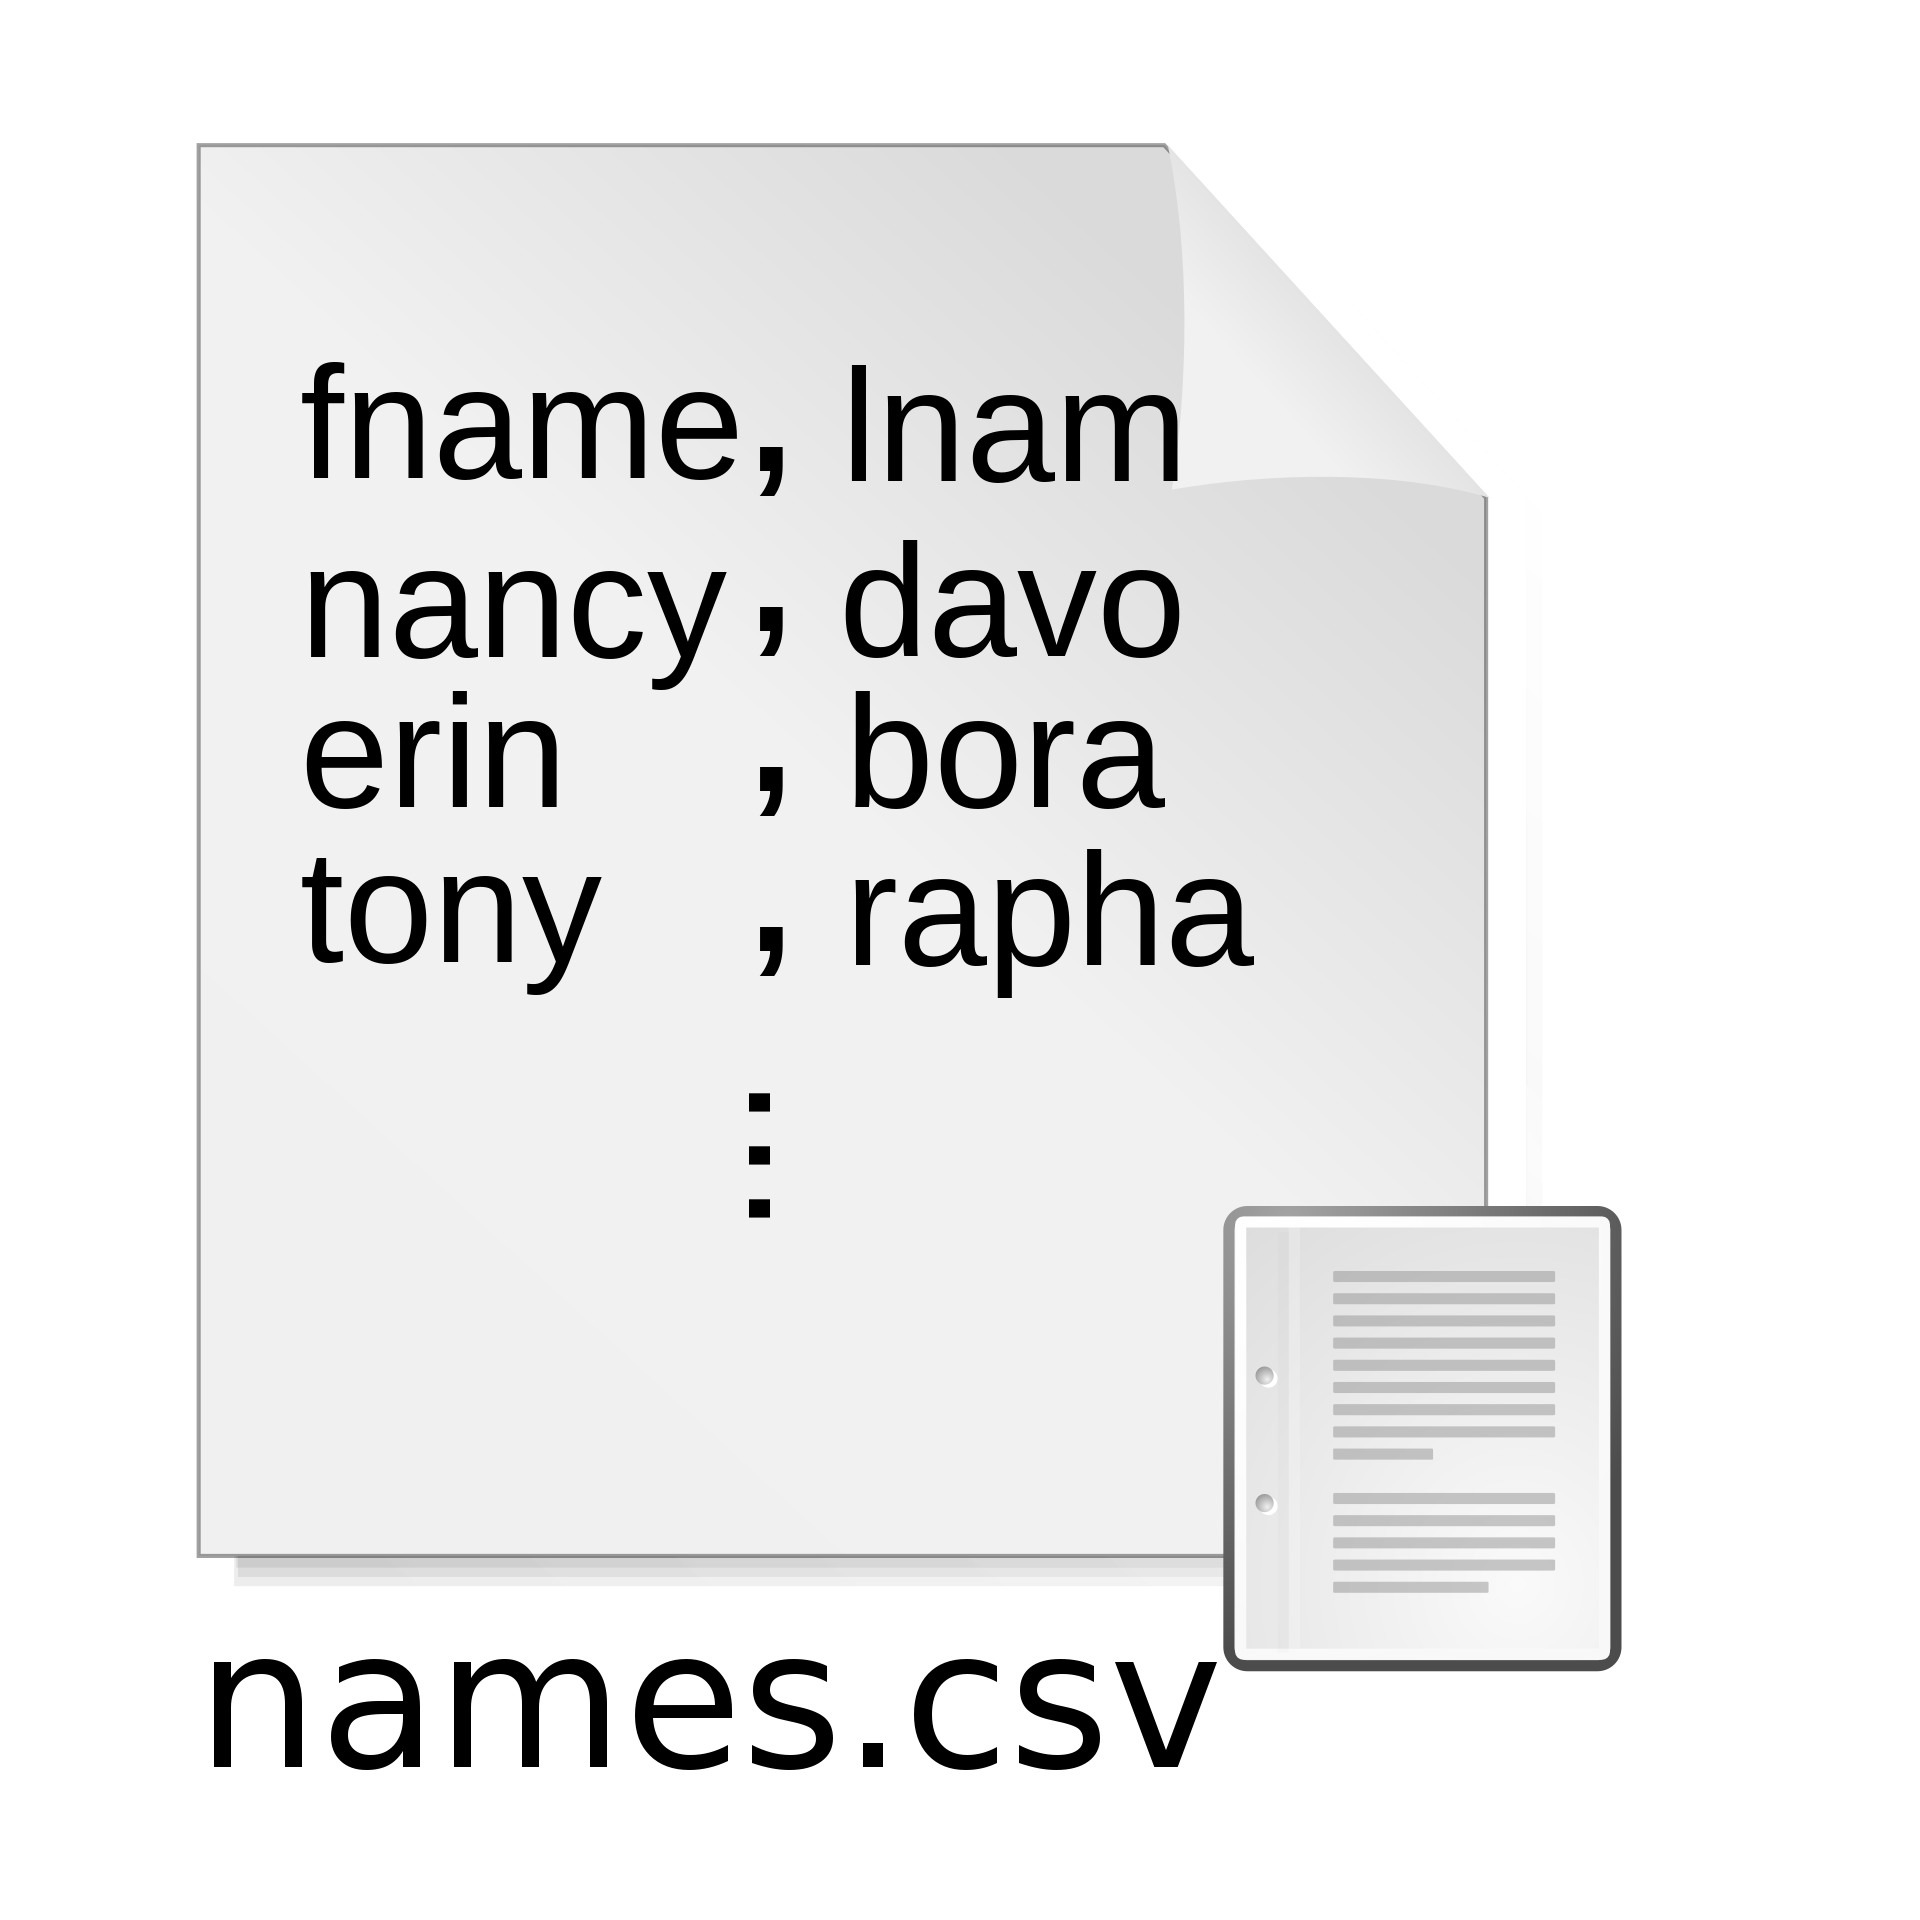 fname, lnam
nancy, davo
erin , bora
tony , rapha
⋮
names.csv